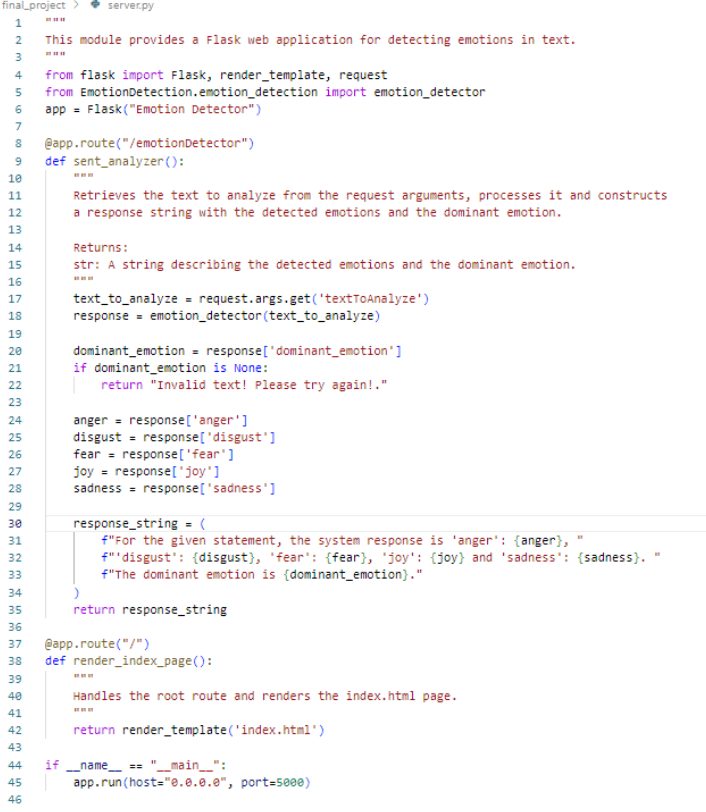 final_project > server.py
1 """
2 This module provides a Flask web application for detecting emotions in text.
3 """
4 from flask import Flask, render_template, request
5 from EmotionDetection.emotion_detection import emotion_detector
6 app = Flask("Emotion Detector")
7
8 @app.route("/emotionDetector")
9 def sent_analyzer():
10     """
11     Retrieves the text to analyze from the request arguments, processes it and constructs
12     a response string with the detected emotions and the dominant emotion.
13
14     Returns:
15     str: A string describing the detected emotions and the dominant emotion.
16     """
17     text_to_analyze = request.args.get('textToAnalyze')
18     response = emotion_detector(text_to_analyze)
19
20     dominant_emotion = response['dominant_emotion']
21     if dominant_emotion is None:
22         return "Invalid text! Please try again!."
23
24     anger = response['anger']
25     disgust = response['disgust']
26     fear = response['fear']
27     joy = response['joy']
28     sadness = response['sadness']
29
30     response_string = (
31         f"For the given statement, the system response is 'anger': {anger}, "
32         f"'disgust': {disgust}, 'fear': {fear}, 'joy': {joy} and 'sadness': {sadness}. "
33         f"The dominant emotion is {dominant_emotion}."
34     )
35     return response_string
36
37 @app.route("/")
38 def render_index_page():
39     """
40     Handles the root route and renders the index.html page.
41     """
42     return render_template('index.html')
43
44 if __name__ == "__main__":
45     app.run(host="0.0.0.0", port=5000)
46